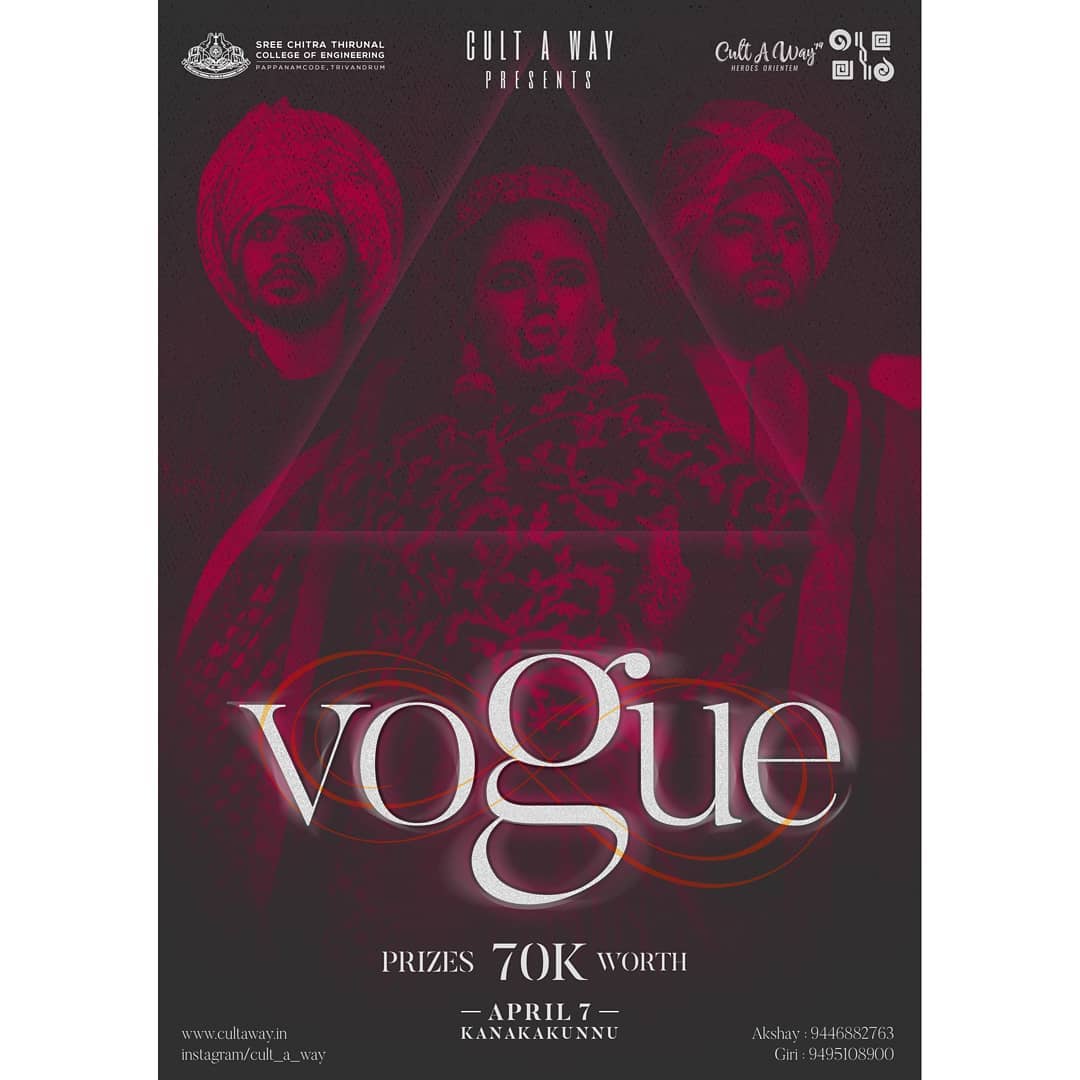 SREE CHITRA THIRUNAL
COLLEGE OF ENGINEERING
PAPPANAMCODE, TRIVANDRUM
CULT A WAY
PRESENTS
Cult A Way'19
HEROES ORIENTEM
vogue
PRIZES 70K WORTH
— APRIL 7 —
KANAKAKUNNU
www.cultaway.in
instagram/cult_a_way
Akshay : 9446882763
Giri : 9495108900